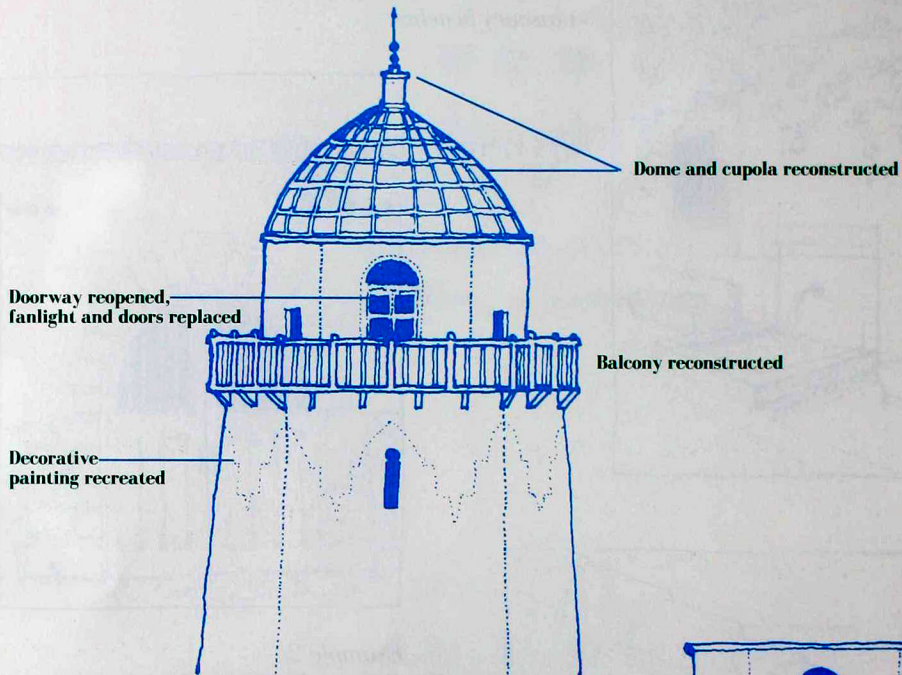 Dome and cupola reconstructed
Doorway reopened,
fanlight and doors replaced
Balcony reconstructed
Decorative
painting recreated